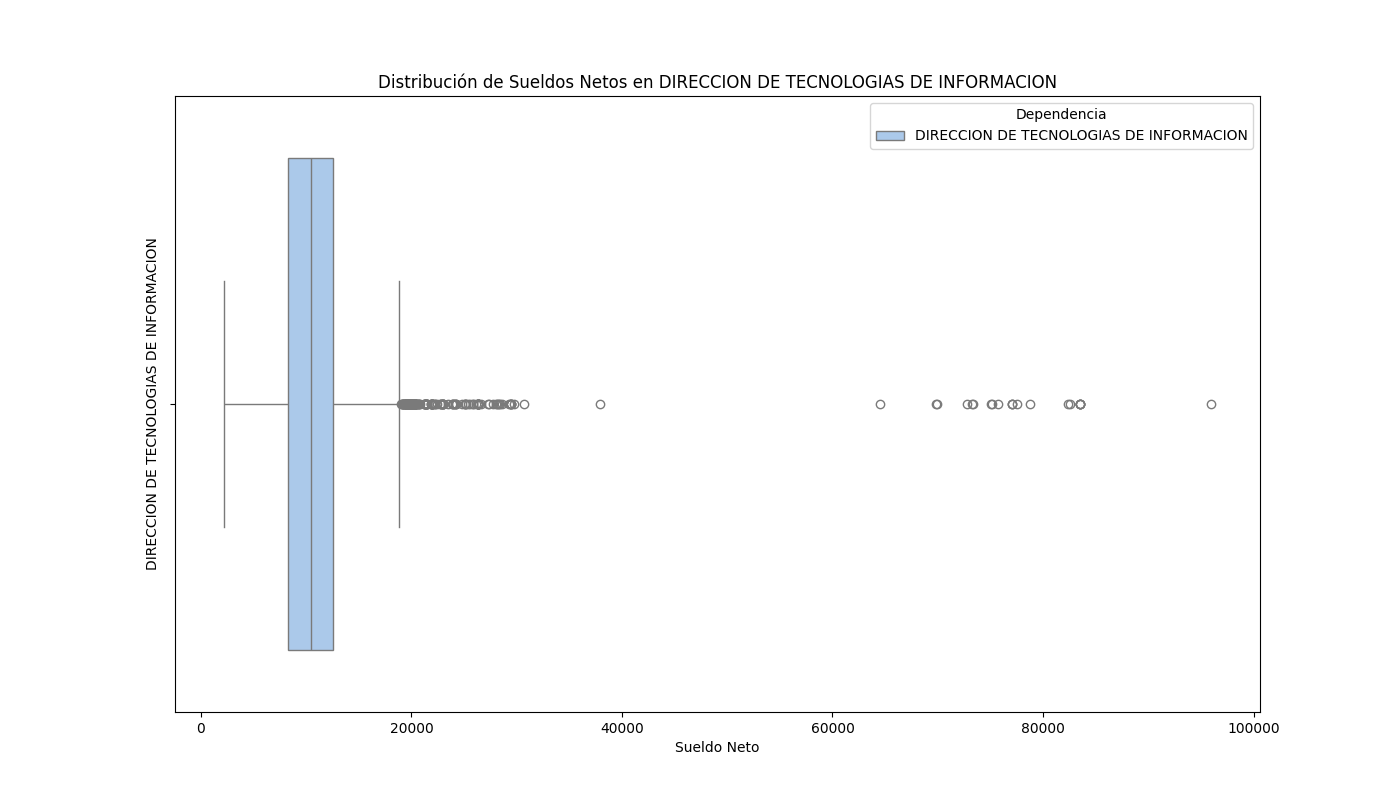 Distribución de Sueldos Netos en DIRECCION DE TECNOLOGIAS DE INFORMACION
Dependencia
DIRECCION DE TECNOLOGIAS DE INFORMACION
DIRECCION DE TECNOLOGIAS DE INFORMACION
0
20000
40000
60000
80000
100000
Sueldo Neto